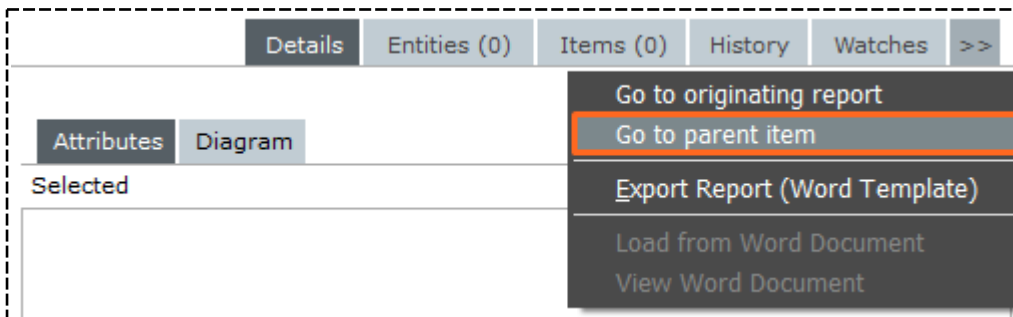 Details Entities (0) Items (0) History Watches >>
Go to originating report
Go to parent item
Attributes Diagram
Selected
Export Report (Word Template)
Load from Word Document
View Word Document